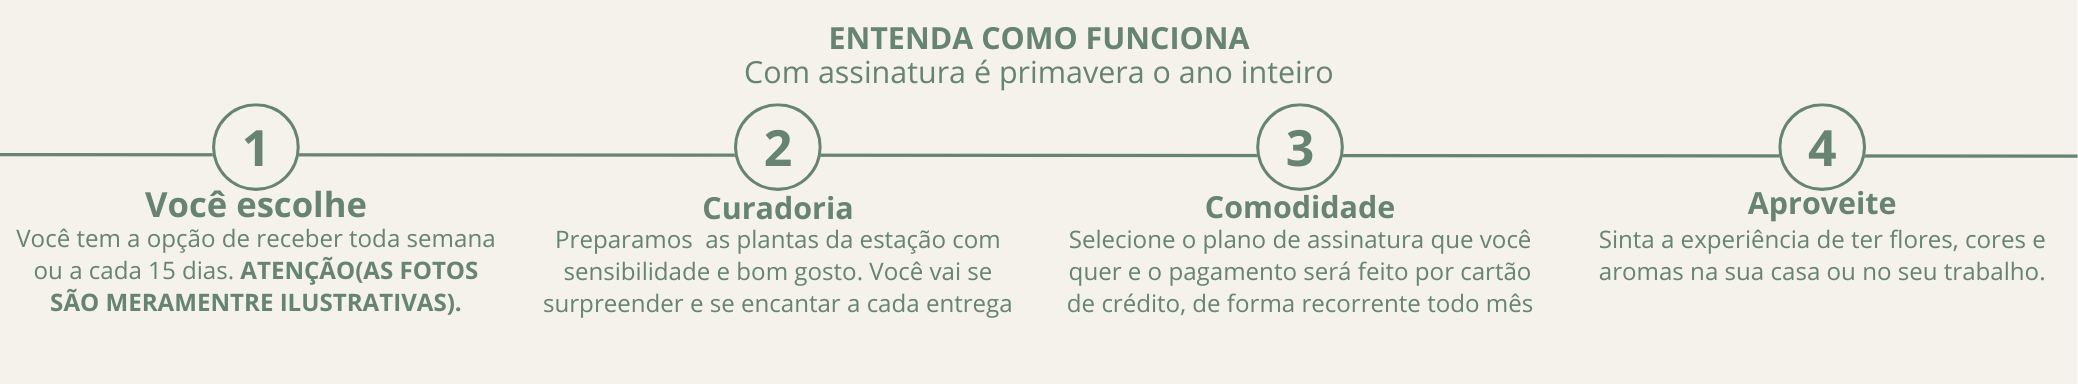 ENTENDA COMO FUNCIONA
Com assinatura é primavera o ano inteiro
1
Você escolhe
Você tem a opção de receber toda semana
ou a cada 15 dias. ATENÇÃO(AS FOTOS
SÃO MERAMENTRE ILUSTRATIVAS).
2
Curadoria
Preparamos  as plantas da estação com
sensibilidade e bom gosto. Você vai se
surpreender e se encantar a cada entrega
3
Comodidade
Selecione o plano de assinatura que você
quer e o pagamento será feito por cartão
de crédito, de forma recorrente todo mês
4
Aproveite
Sinta a experiência de ter flores, cores e
aromas na sua casa ou no seu trabalho.